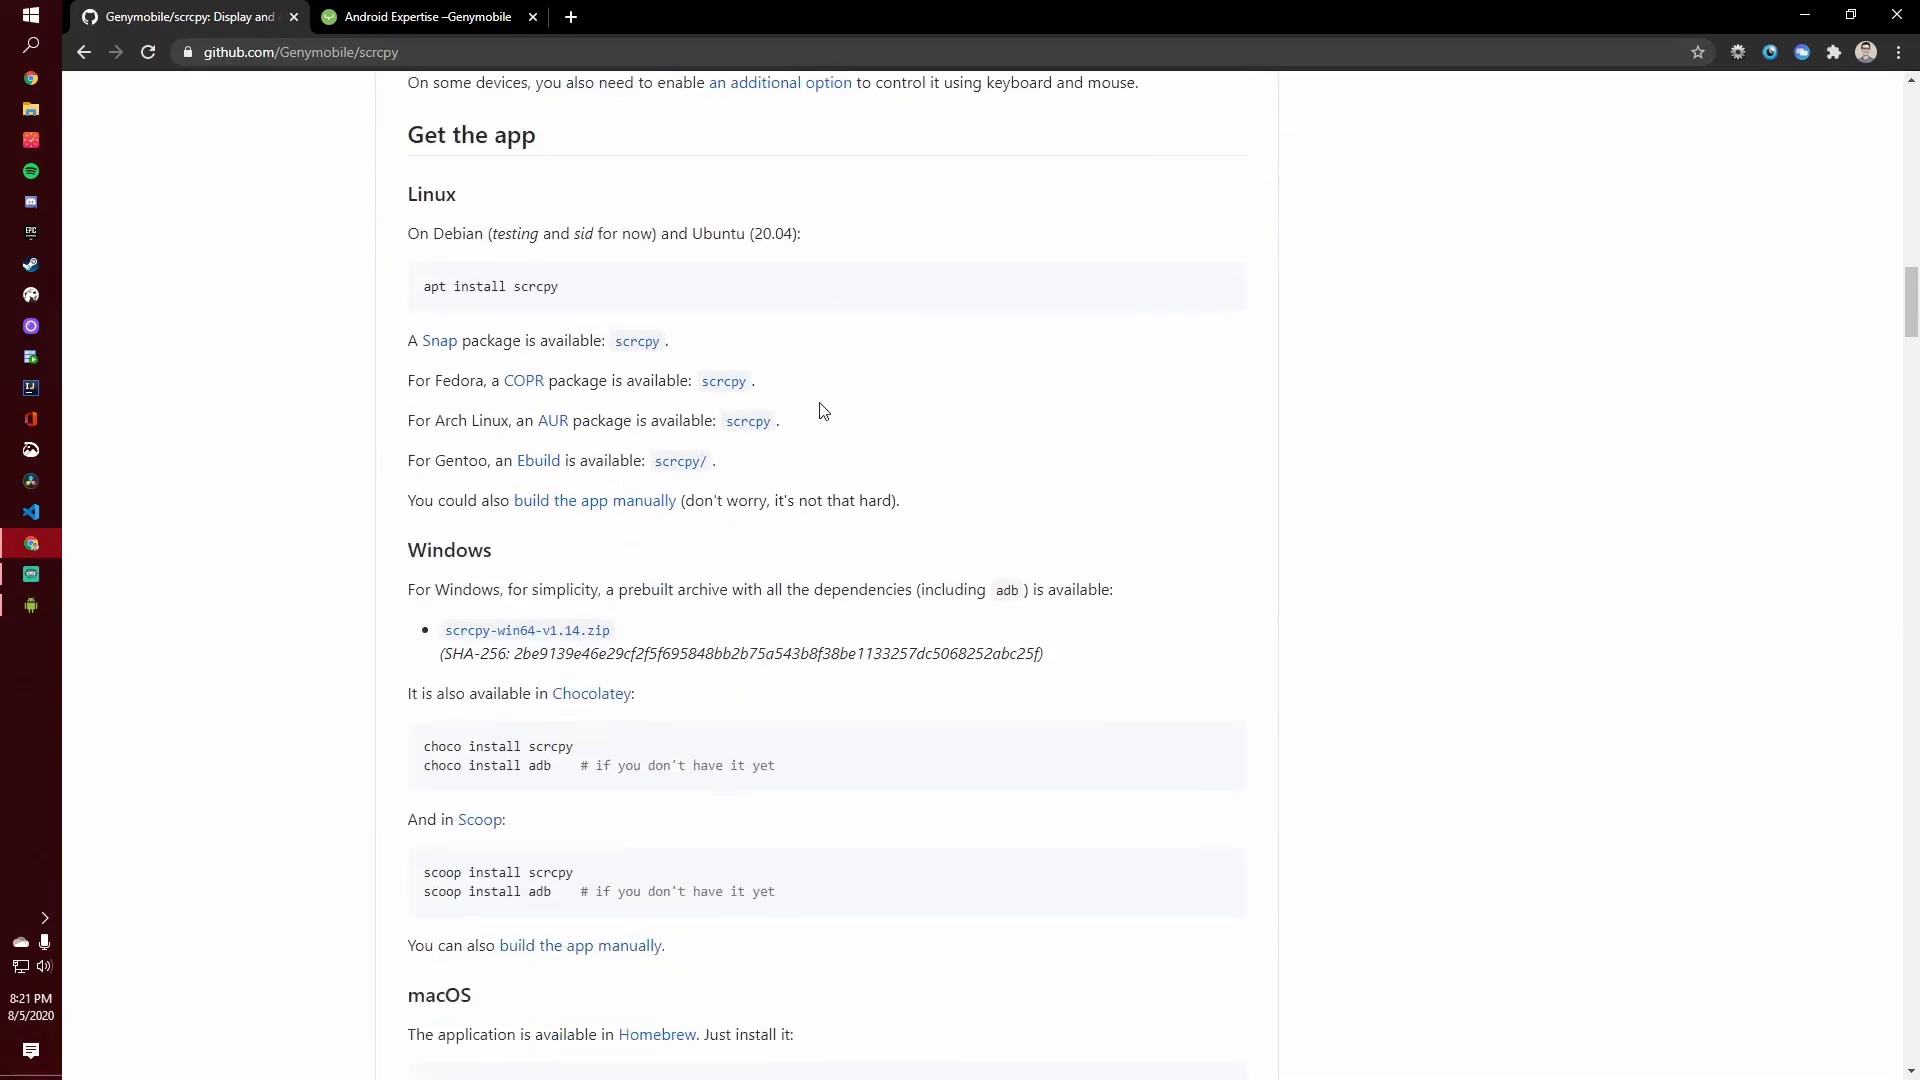 Genymobile/scrcpy: Display and
Android Expertise –Genymobile
github.com/Genymobile/scrcpy
On some devices, you also need to enable an additional option to control it using keyboard and mouse.
Get the app
Linux
On Debian (testing and sid for now) and Ubuntu (20.04):
apt install scrcpy
A Snap package is available: scrcpy.
For Fedora, a COPR package is available: scrcpy.
For Arch Linux, an AUR package is available: scrcpy.
For Gentoo, an Ebuild is available: scrcpy/.
You could also build the app manually (don't worry, it's not that hard).
Windows
For Windows, for simplicity, a prebuilt archive with all the dependencies (including adb) is available:
scrcpy-win64-v1.14.zip
(SHA-256: 2be9139e46e29cf2f5f695848bb2b75a543b8f38be1133257dc5068252abc25f)
It is also available in Chocolatey:
choco install scrcpy
choco install adb # if you don't have it yet
And in Scoop:
scoop install scrcpy
scoop install adb # if you don't have it yet
You can also build the app manually.
macOS
The application is available in Homebrew. Just install it:
EPIC
IJ
8:21 PM
8/5/2020